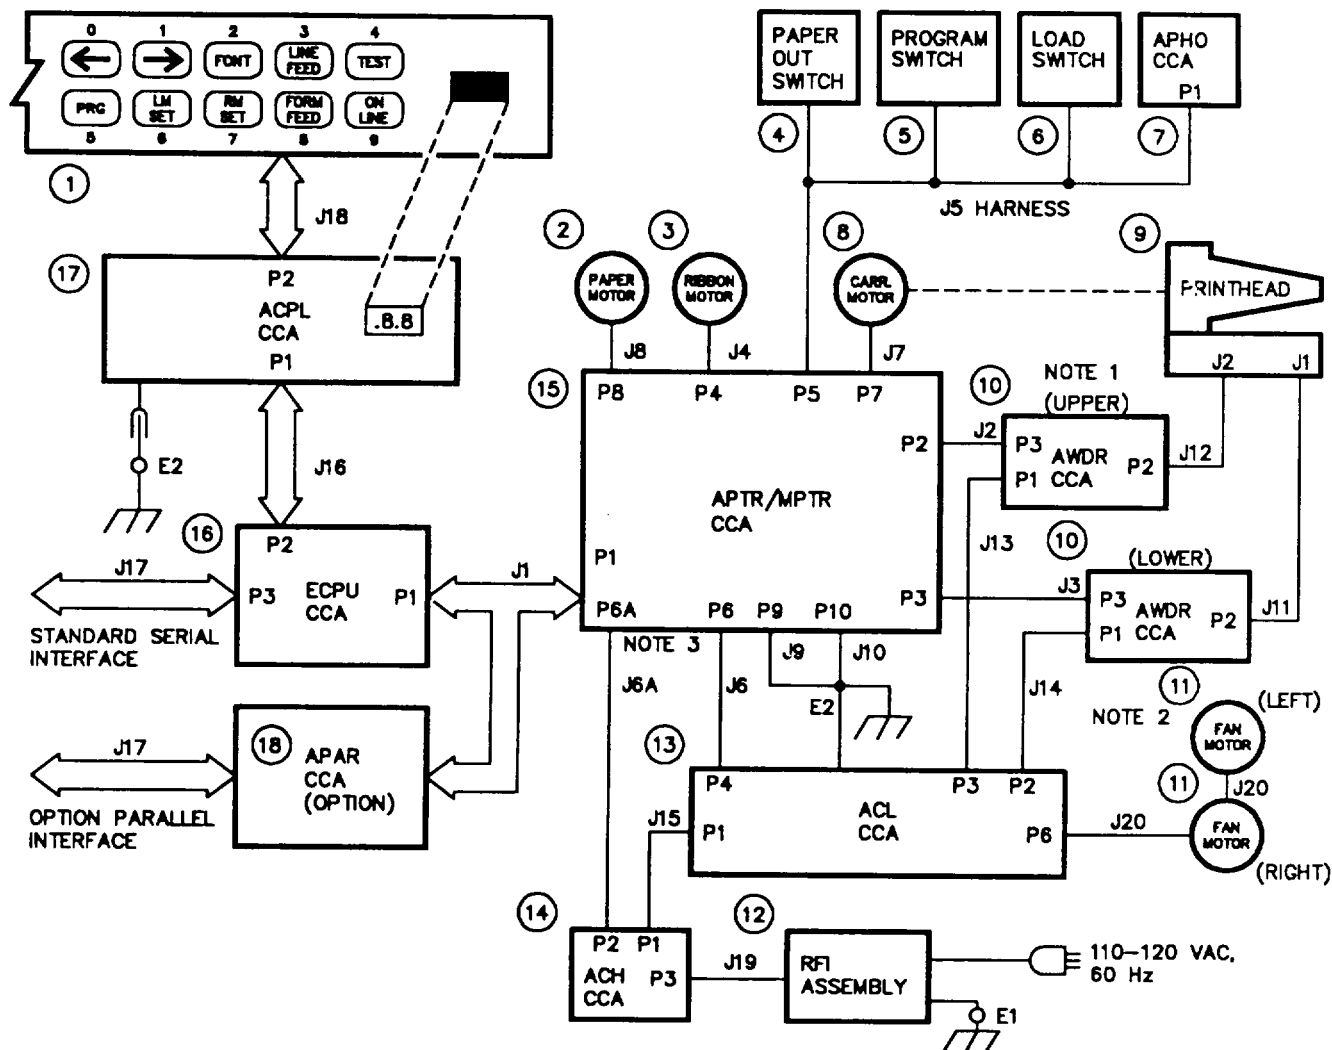 0 1 2 3 4
FONT
LINE
FEED
TEST
PRG
LM
SET
RM
SET
FORM
FEED
ON
LINE
5 6 7 8 9
1
J18
17
P2
ACPL
CCA
P1
.8.8
E2
J16
16
P2
P3
ECPU
CCA
P1
J17
STANDARD SERIAL
INTERFACE
J1
18
APAR
CCA
(OPTION)
J17
OPTION PARALLEL
INTERFACE
PAPER
OUT
SWITCH
PROGRAM
SWITCH
LOAD
SWITCH
APHO
CCA
P1
4
5
6
7
J5 HARNESS
2
PAPER
MOTOR
3
RIBBON
MOTOR
8
CARR.
MOTOR
9
PRINTHEAD
J2 J1
J8
J4
J7
15
P8 P4 P5 P7
P2
APTR/MPTR
CCA
P1
P6A P6 P9 P10
P3
NOTE 3
10
NOTE 1
(UPPER)
J2
P3
P1
AWDR
CCA
P2
J12
J13
10
(LOWER)
J3
P3
P1
AWDR
CCA
P2
J11
J14
J6A
J6
J9
J10
E2
11
NOTE 2
(LEFT)
FAN
MOTOR
J20
11
FAN
MOTOR
(RIGHT)
J20
13
P4 P3 P2
P1
ACL
CCA
P6
J15
14
P2 P1
ACH
CCA
P3
J19
12
RFI
ASSEMBLY
110-120 VAC,
60 Hz
E1